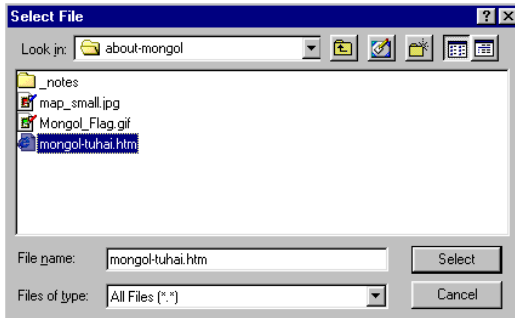 Select File
Look in: about-mongol
_notes
map_small.jpg
Mongol_Flag.gif
mongol-tuhai.htm
File name: mongol-tuhai.htm Select
Files of type: All Files (*.*) Cancel